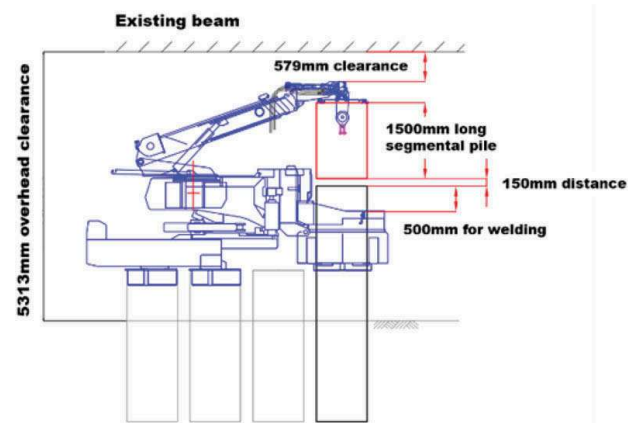 Existing beam
579mm clearance
1500mm long
segmental pile
150mm distance
500mm for welding
5313mm overhead clearance